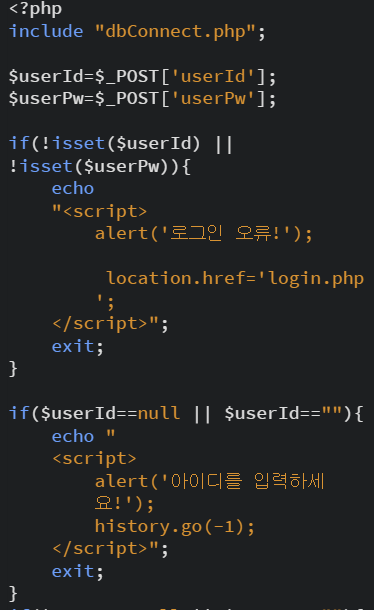 <?php
include "dbConnect.php";
$userId=$_POST['userId'];
$userPw=$_POST['userPw'];
if(!isset($userId) ||
!isset($userPw)){
echo
"<script>
alert('로그인 오류!');
location.href='login.php
';
</script>";
exit;
}
if($userId==null || $userId==""){
echo "
<script>
alert('아이디를 입력하세
요!');
history.go(-1);
</script>";
exit;
}